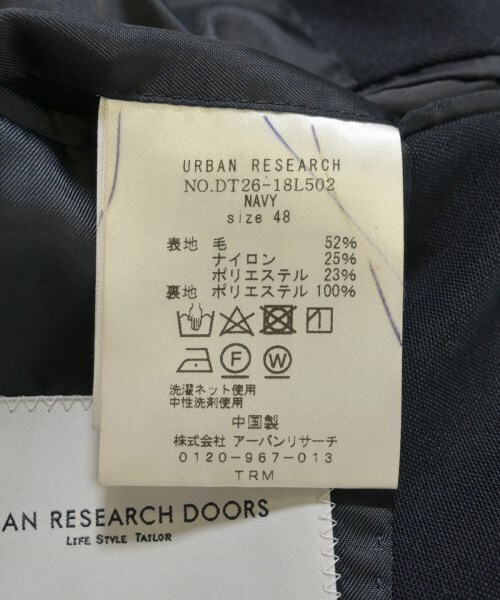 URBAN RESEARCH
NO.DT26-18L502
NAVY
size 48
表地 毛 52%
ナイロン 25%
ポリエステル 23%
裏地 ポリエステル 100%
F W
洗濯ネット使用
中性洗剤使用
中国製
株式会社 アーバンリサーチ
0120-967-013
TRM
AN RESEARCH DOORS
LIFE STYLE TAILOR